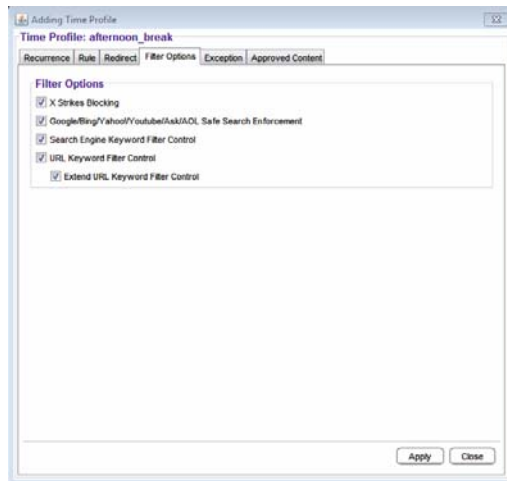 Adding Time Profile
Time Profile: afternoon_break
Recurrence Rule Redirect Filter Options Exception Approved Content
Filter Options
X Strikes Blocking
Google/Bing/Yahoo!/Youtube/Ask/AOL Safe Search Enforcement
Search Engine Keyword Filter Control
URL Keyword Filter Control
Extend URL Keyword Filter Control
Apply Close